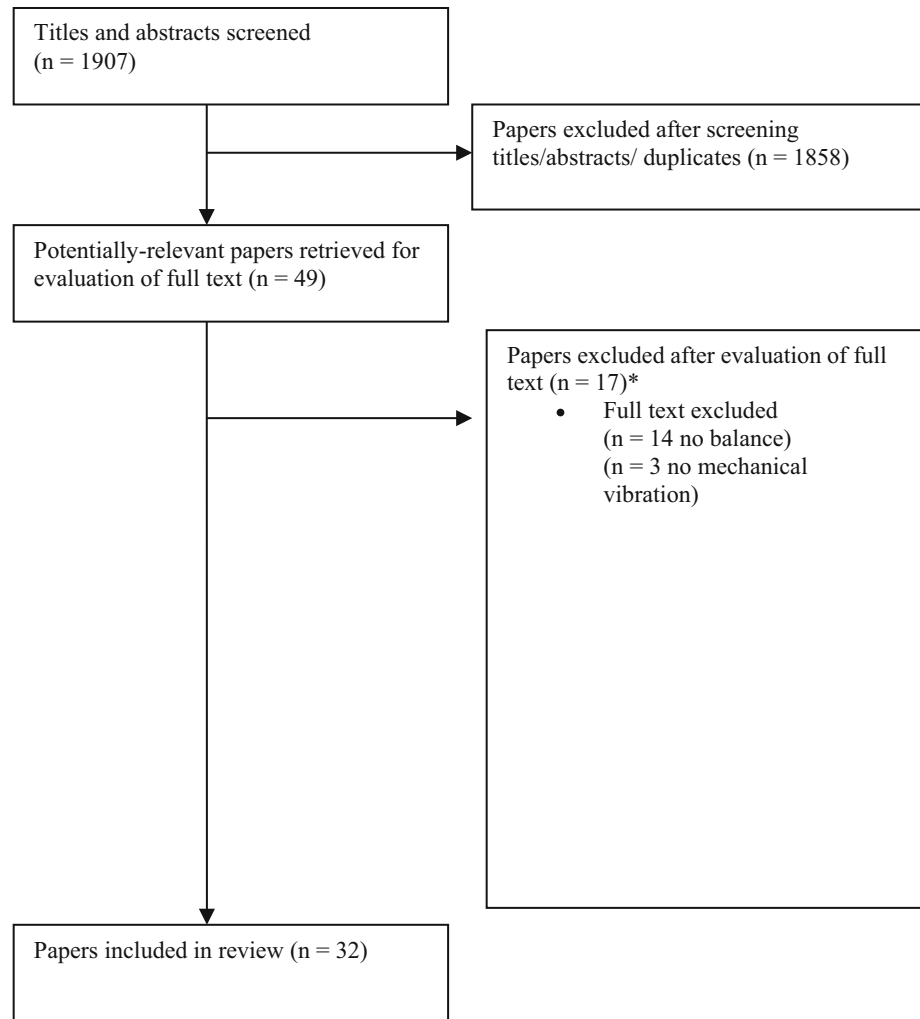 Titles and abstracts screened
(n = 1907)
Papers excluded after screening
titles/abstracts/ duplicates (n = 1858)
Potentially-relevant papers retrieved for
evaluation of full text (n = 49)
Papers excluded after evaluation of full
text (n = 17)*
• Full text excluded
(n = 14 no balance)
(n = 3 no mechanical
vibration)
Papers included in review (n = 32)